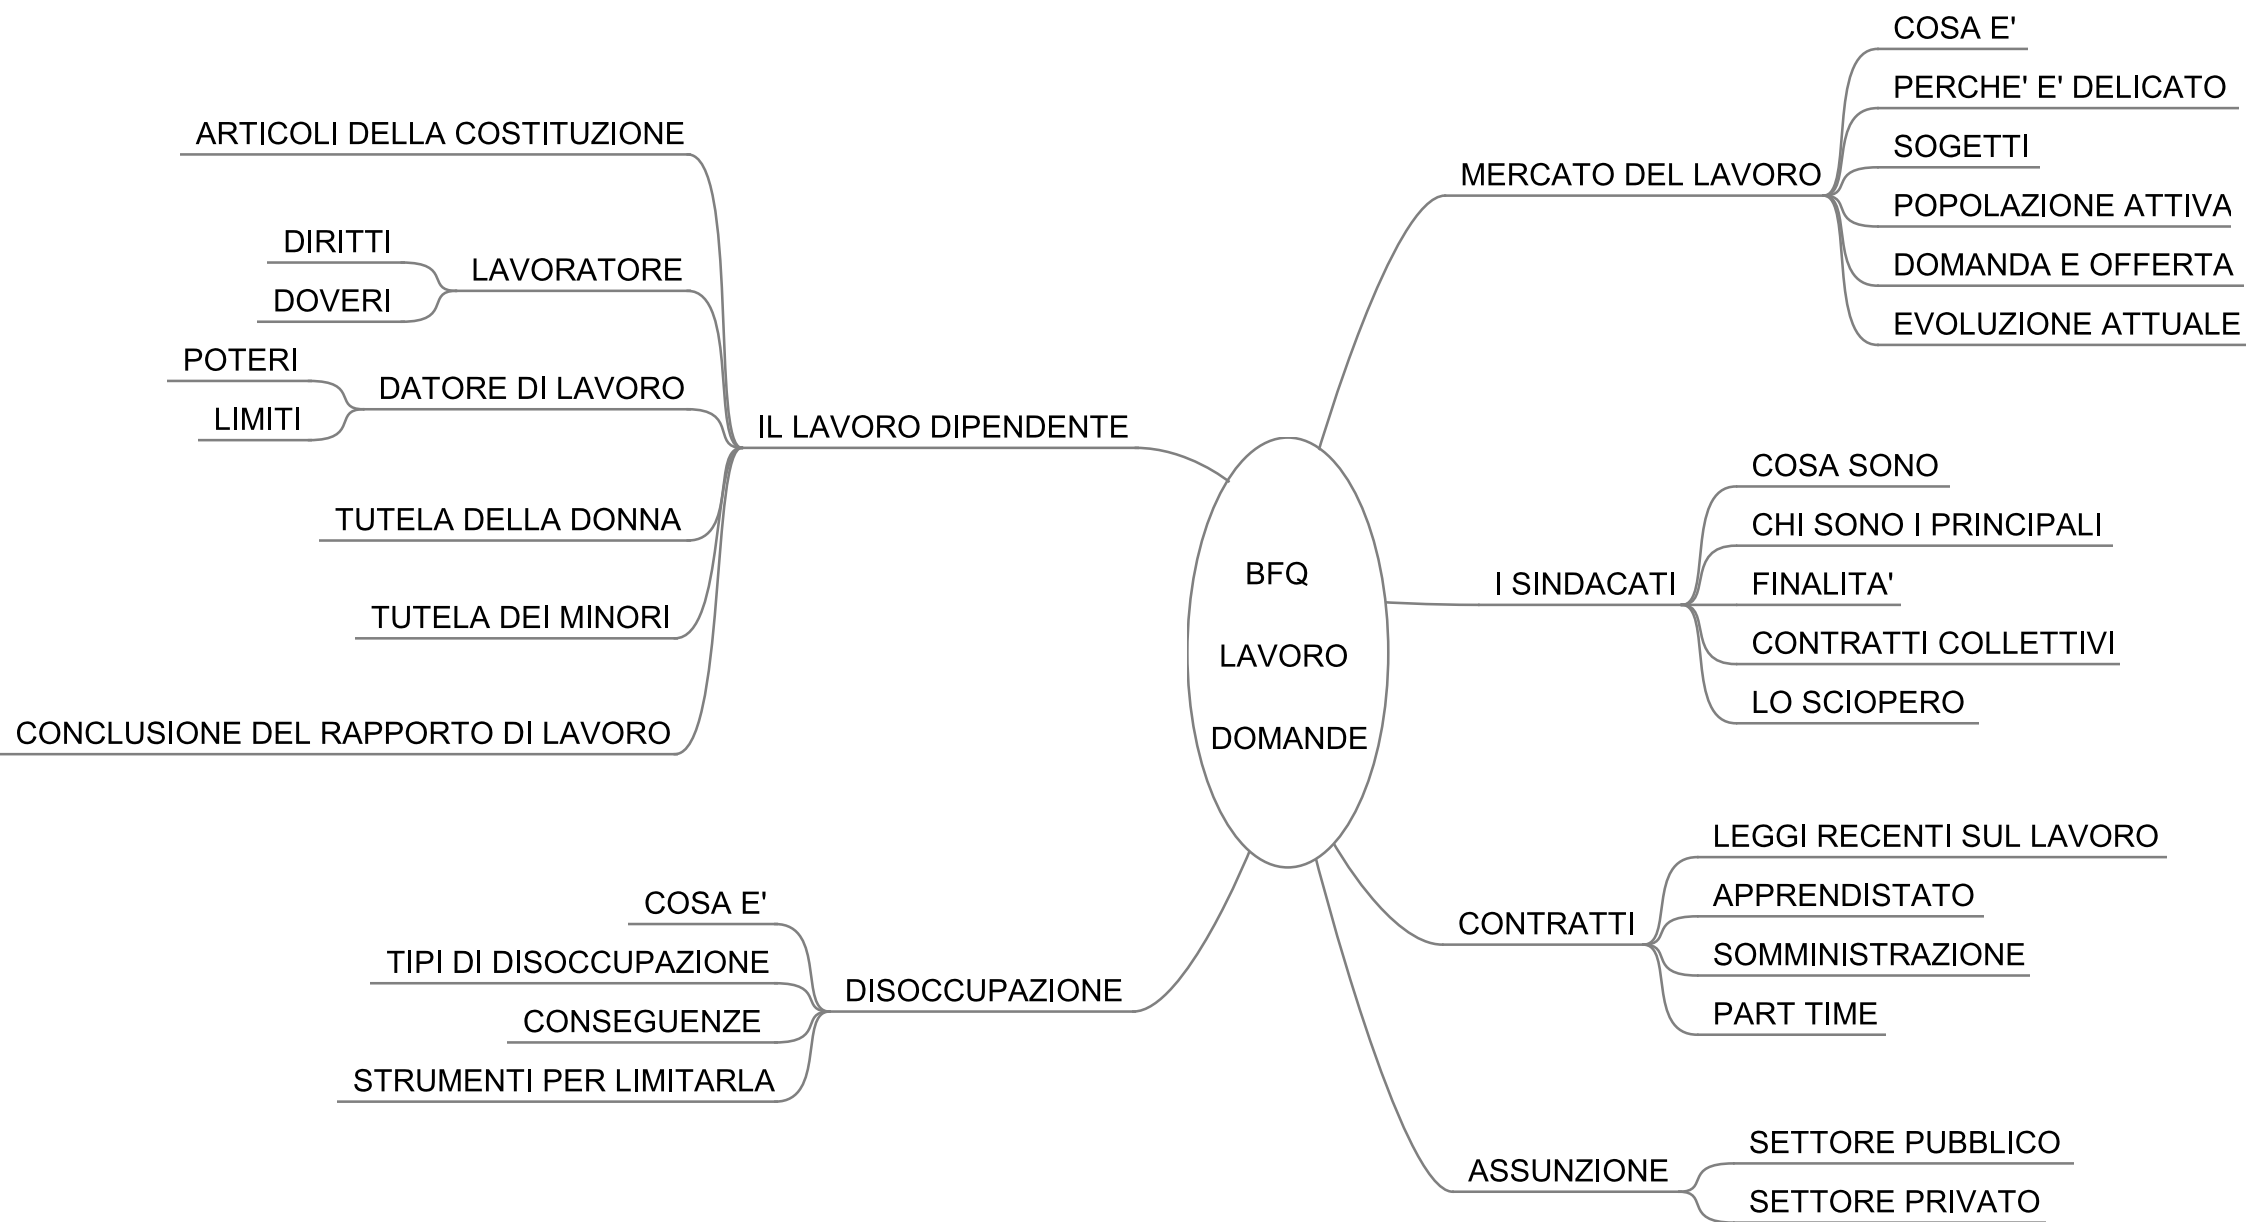 BFQ
LAVORO
DOMANDE
MERCATO DEL LAVORO
COSA E'
PERCHE' E' DELICATO
SOGETTI
POPOLAZIONE ATTIVA
DOMANDA E OFFERTA
EVOLUZIONE ATTUALE
I SINDACATI
COSA SONO
CHI SONO I PRINCIPALI
FINALITA'
CONTRATTI COLLETTIVI
LO SCIOPERO
CONTRATTI
LEGGI RECENTI SUL LAVORO
APPRENDISTATO
SOMMINISTRAZIONE
PART TIME
ASSUNZIONE
SETTORE PUBBLICO
SETTORE PRIVATO
IL LAVORO DIPENDENTE
ARTICOLI DELLA COSTITUZIONE
LAVORATORE
DIRITTI
DOVERI
DATORE DI LAVORO
POTERI
LIMITI
TUTELA DELLA DONNA
TUTELA DEI MINORI
CONCLUSIONE DEL RAPPORTO DI LAVORO
DISOCCUPAZIONE
COSA E'
TIPI DI DISOCCUPAZIONE
CONSEGUENZE
STRUMENTI PER LIMITARLA